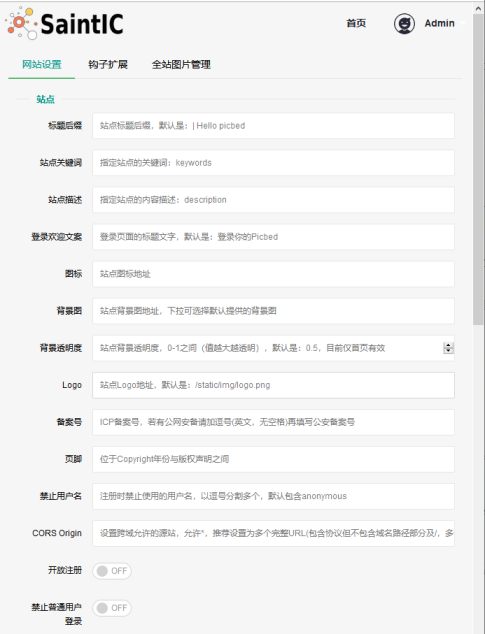 SaintIC
首页 Admin
网站设置 钩子扩展 全站图片管理
站点
标题后缀 站点标题后缀，默认是：| Hello picbed
站点关键词 指定站点的关键词：keywords
站点描述 指定站点的内容描述：description
登录欢迎文案 登录页面的标题文字，默认是：登录你的Picbed
图标 站点图标地址
背景图 站点背景图地址，下拉可选择默认提供的背景图
背景透明度 站点背景透明度，0-1之间（值越大越透明），默认是：0.5，目前仅首页有效
Logo 站点Logo地址，默认是：/static/img/logo.png
备案号 ICP备案号，若有公网安备请加逗号(英文，无空格)再填写公安备案号
页脚 位于Copyright年份与版权声明之间
禁止用户名 注册时禁止使用的用户名，以逗号分割多个，默认包含anonymous
CORS Origin 设置跨域允许的源站，允许*，推荐设置为多个完整URL(包含协议但不包含域名路径部分及/，多
开放注册 OFF
禁止普通用户
登录 OFF